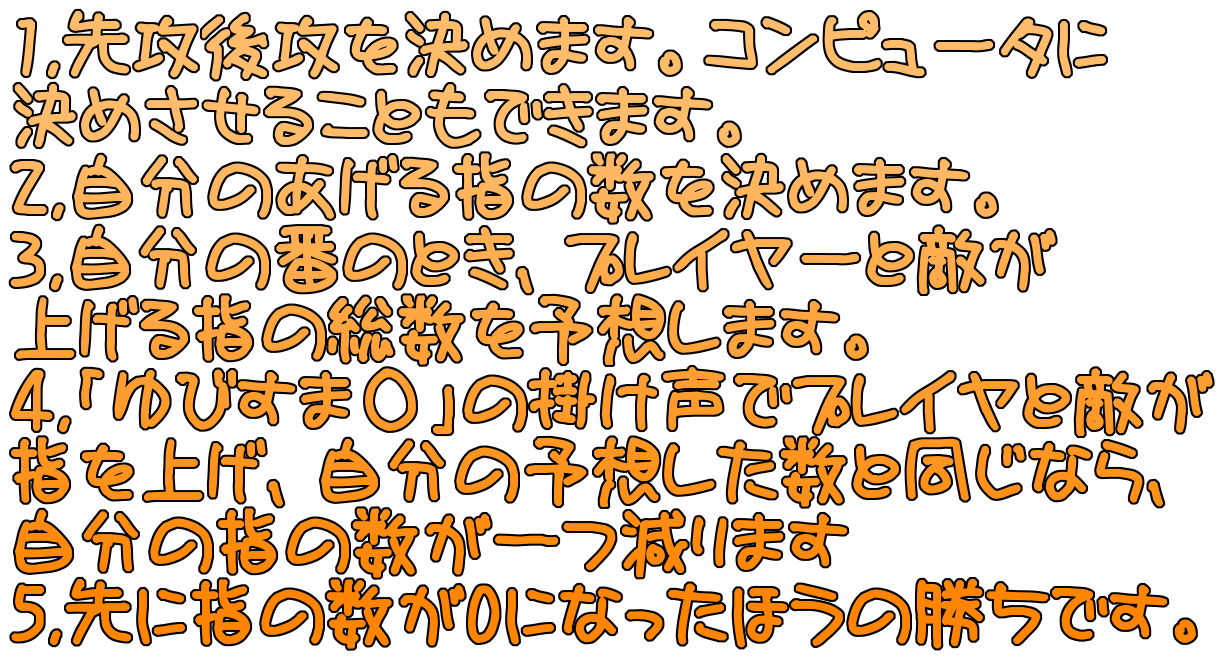 1,先攻後攻を決めます。コンピュータに
決めさせることもできます。
2,自分のあげる指の数を決めます。
3,自分の番のとき、プレイヤーと敵が
上げる指の総数を予想します。
4,「ゆびすま〇」の掛け声でプレイヤと敵が
指を上げ、自分の予想した数と同じなら、
自分の指の数が一つ減ります
5,先に指の数が0になったほうの勝ちです。